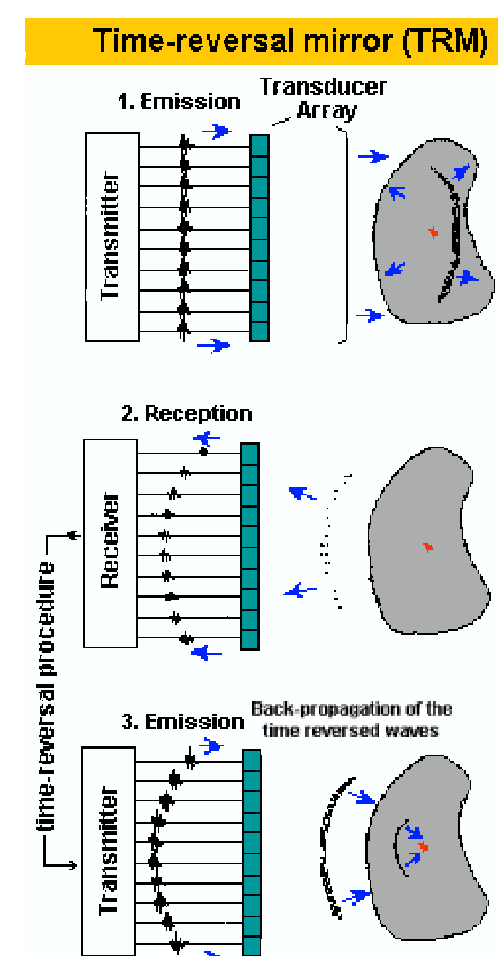 Time-reversal mirror (TRM)
1. Emission
Transducer
Array
Transmitter
2. Reception
Receiver
time-reversal procedure
3. Emission
Back-propagation of the
time reversed waves
Transmitter